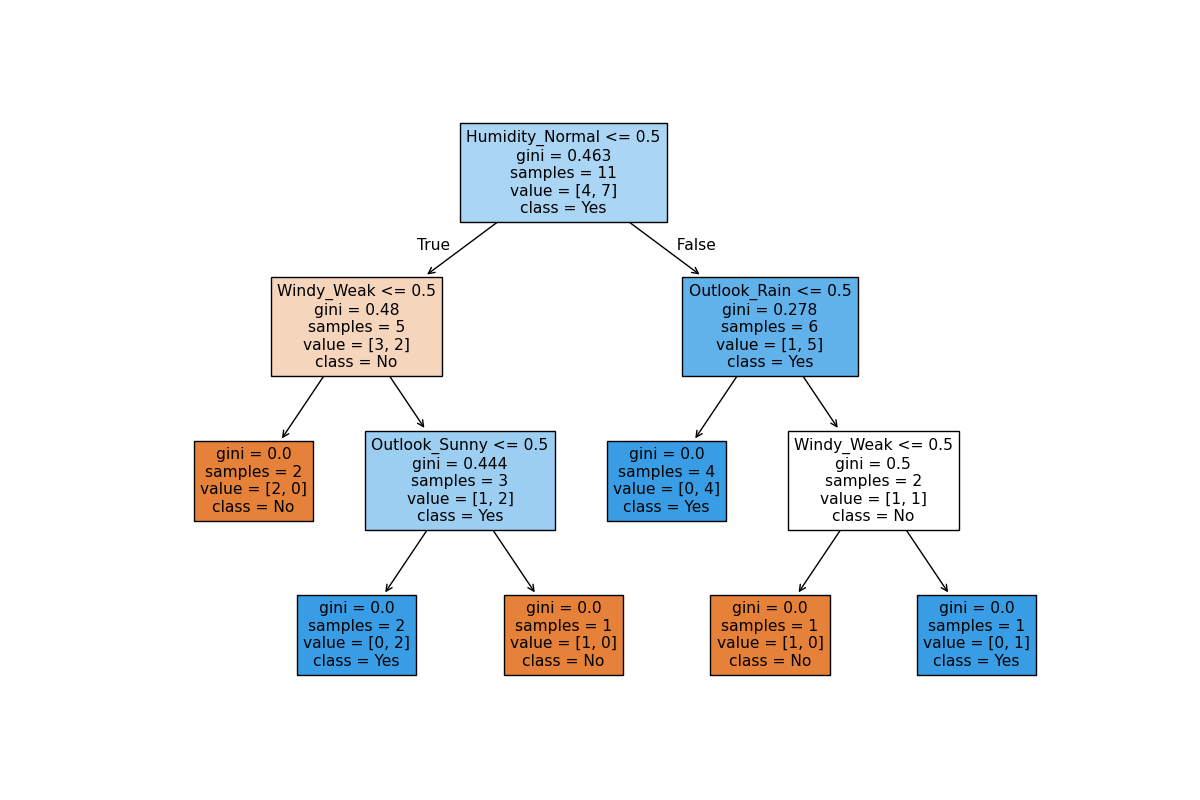 Humidity_Normal <= 0.5
gini = 0.463
samples = 11
value = [4, 7]
class = Yes
True
False
Windy_Weak <= 0.5
gini = 0.48
samples = 5
value = [3, 2]
class = No
Outlook_Rain <= 0.5
gini = 0.278
samples = 6
value = [1, 5]
class = Yes
gini = 0.0
samples = 2
value = [2, 0]
class = No
Outlook_Sunny <= 0.5
gini = 0.444
samples = 3
value = [1, 2]
class = Yes
gini = 0.0
samples = 4
value = [0, 4]
class = Yes
Windy_Weak <= 0.5
gini = 0.5
samples = 2
value = [1, 1]
class = No
gini = 0.0
samples = 2
value = [0, 2]
class = Yes
gini = 0.0
samples = 1
value = [1, 0]
class = No
gini = 0.0
samples = 1
value = [1, 0]
class = No
gini = 0.0
samples = 1
value = [0, 1]
class = Yes